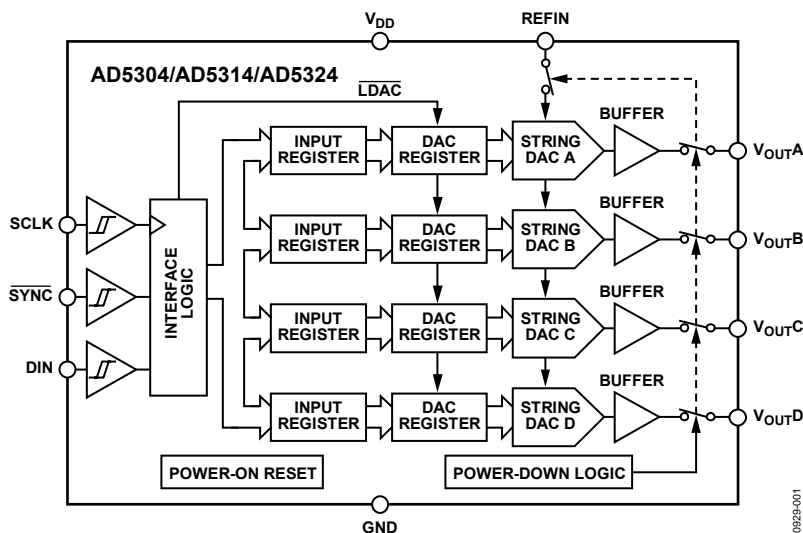 VDD
REFIN
AD5304/AD5314/AD5324
LDAC
BUFFER
INPUT
REGISTER
DAC
REGISTER
STRING
DAC A
VOUTA
SCLK
BUFFER
INPUT
REGISTER
DAC
REGISTER
STRING
DAC B
VOUTB
SYNC
INTERFACE
LOGIC
BUFFER
INPUT
REGISTER
DAC
REGISTER
STRING
DAC C
VOUTC
DIN
BUFFER
INPUT
REGISTER
DAC
REGISTER
STRING
DAC D
VOUTD
POWER-ON RESET
POWER-DOWN LOGIC
GND
0929-001